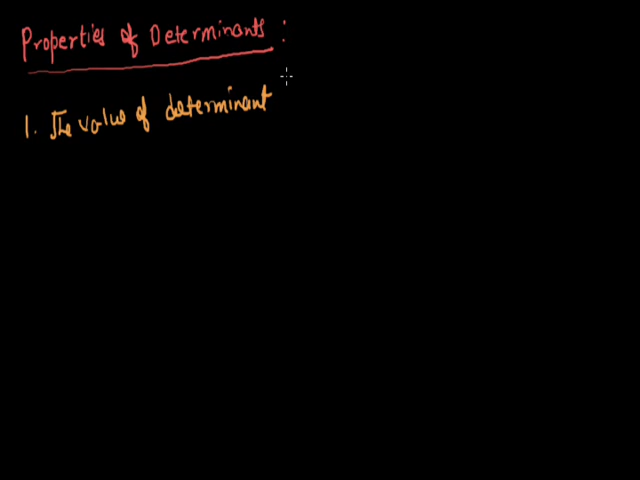 Properties of Determinants :
1. The value of determinant